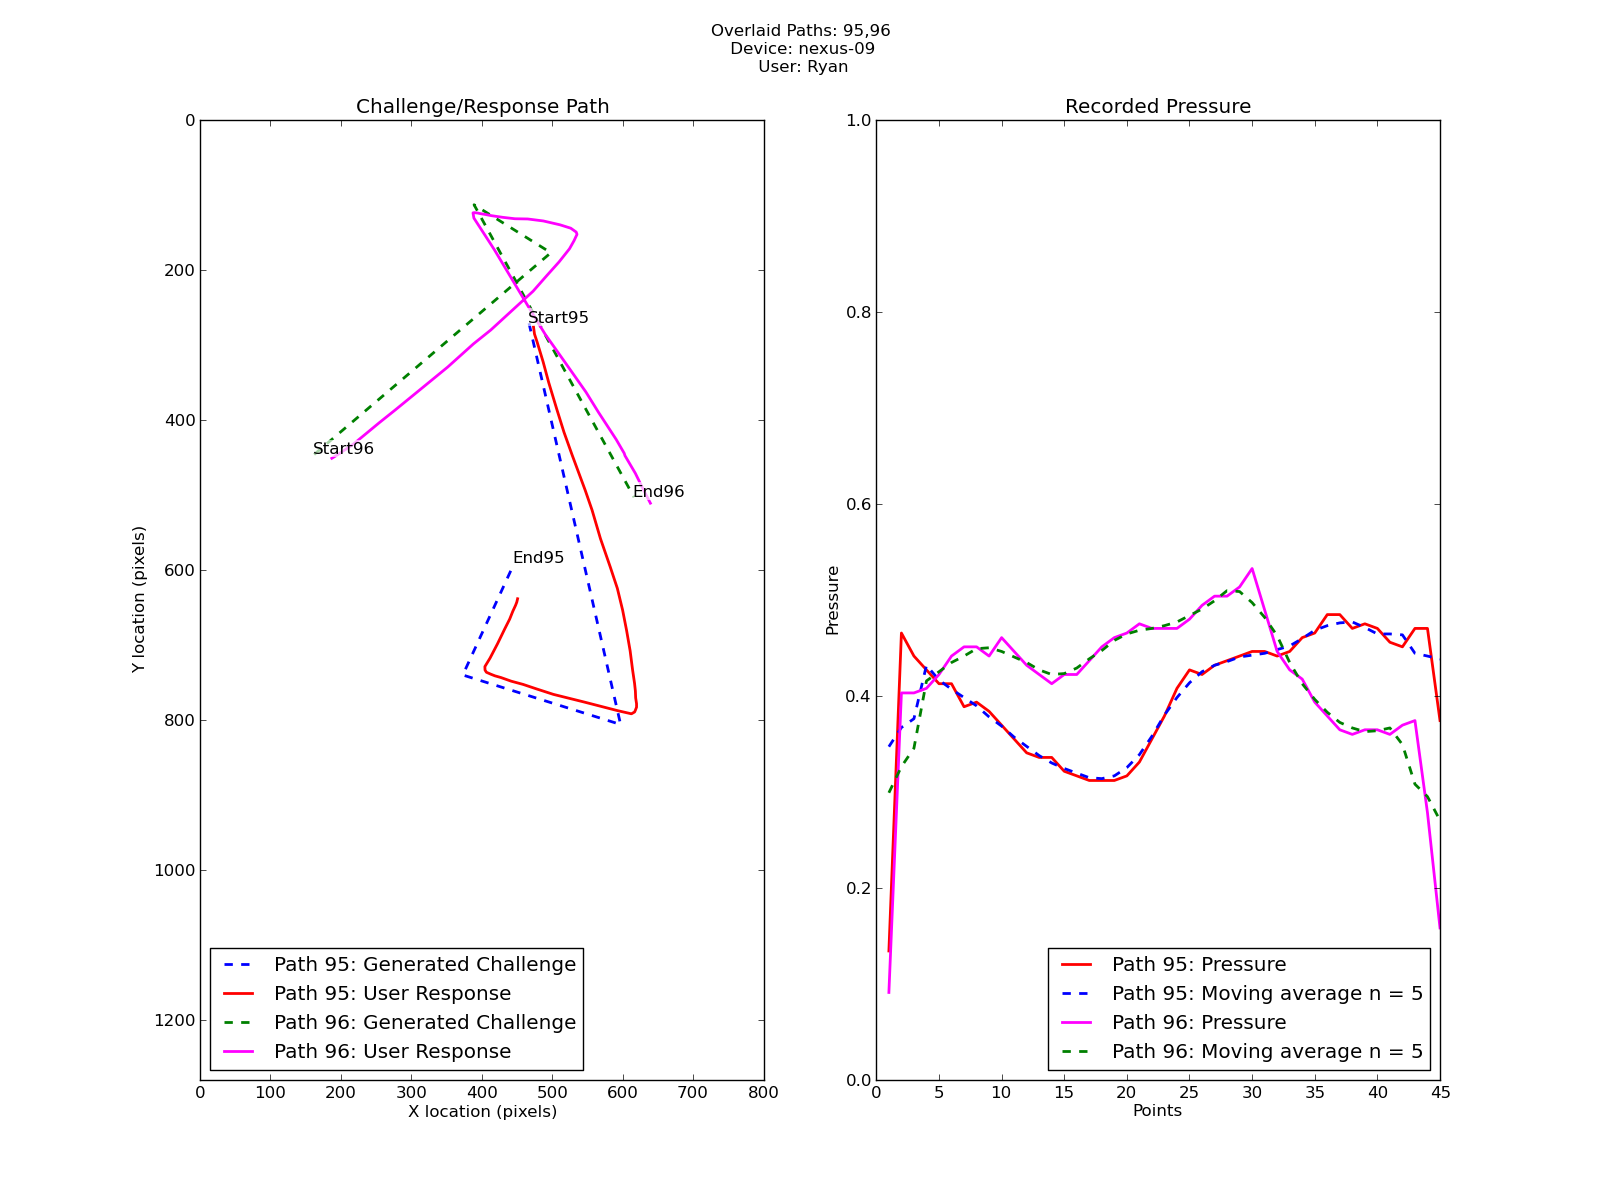 Overlaid Paths: 95,96
Device: nexus-09
User: Ryan
Challenge/Response Path
0
200
400
600
800
1000
1200
Y location (pixels)
Start95
Start96
End96
End95
Path 95: Generated Challenge
Path 95: User Response
Path 96: Generated Challenge
Path 96: User Response
0 100 200 300 400 500 600 700 800
X location (pixels)
Recorded Pressure
1.0
0.8
0.6
0.4
0.2
0.0
Pressure
Path 95: Pressure
Path 95: Moving average n = 5
Path 96: Pressure
Path 96: Moving average n = 5
0 5 10 15 20 25 30 35 40 45
Points